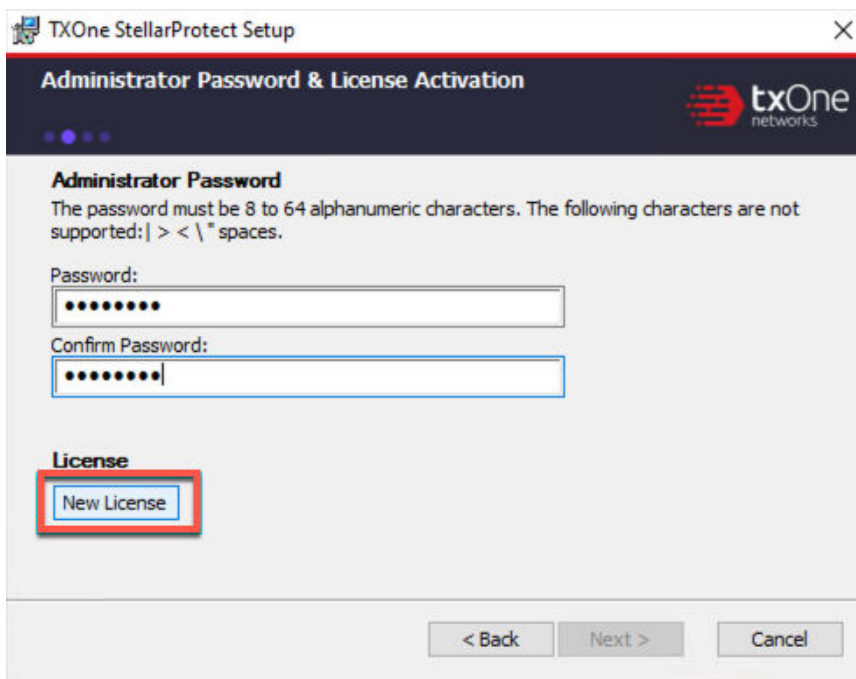 TXOne StellarProtect Setup
Administrator Password & License Activation
txOne
networks
Administrator Password
The password must be 8 to 64 alphanumeric characters. The following characters are not
supported:| > < \ " spaces.
Password:
••••••••
Confirm Password:
••••••••
License
New License
< Back
Next >
Cancel